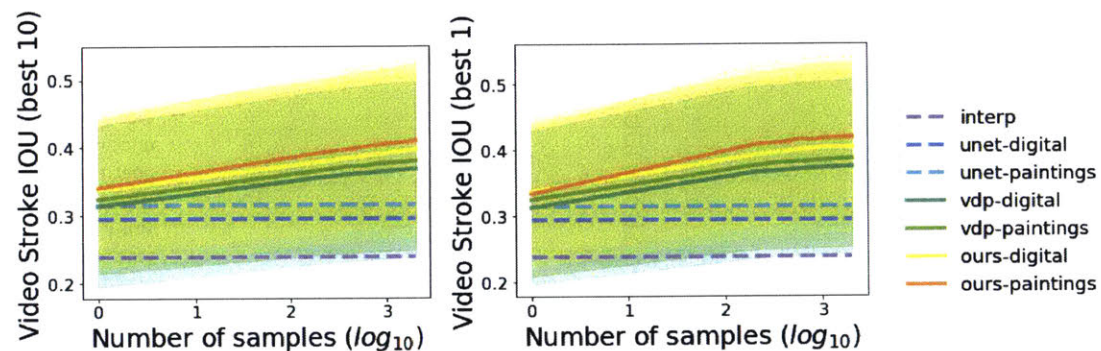 Video Stroke IOU (best 10)
0.5
0.4
0.3
0.2
0 1 2 3
Number of samples (log₁₀)
Video Stroke IOU (best 1)
0.5
0.4
0.3
0.2
0 1 2 3
Number of samples (log₁₀)
interp
unet-digital
unet-paintings
vdp-digital
vdp-paintings
ours-digital
ours-paintings